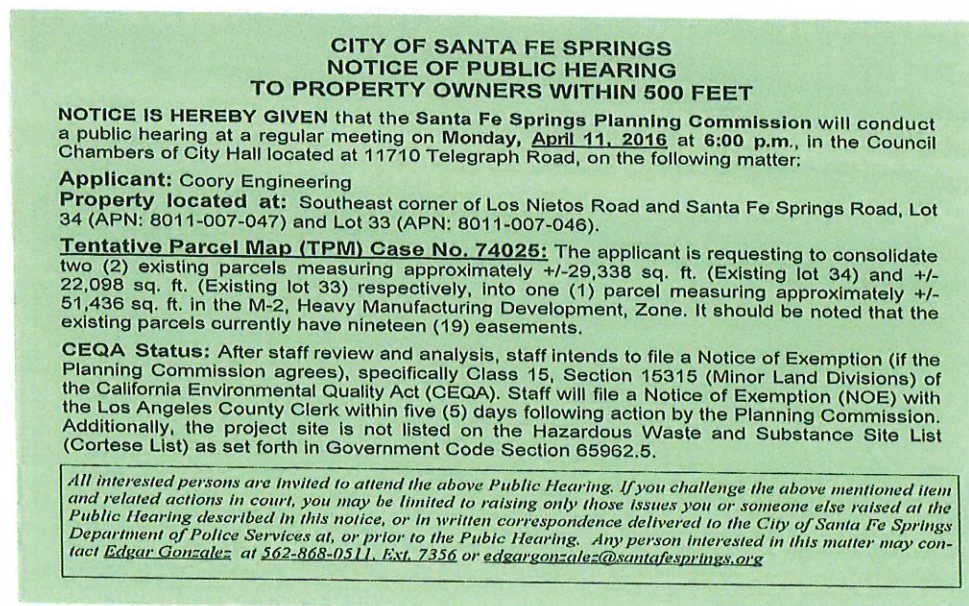 CITY OF SANTA FE SPRINGS
NOTICE OF PUBLIC HEARING
TO PROPERTY OWNERS WITHIN 500 FEET
NOTICE IS HEREBY GIVEN that the Santa Fe Springs Planning Commission will conduct
a public hearing at a regular meeting on Monday, April 11, 2016 at 6:00 p.m., in the Council
Chambers of City Hall located at 11710 Telegraph Road, on the following matter:
Applicant: Coory Engineering
Property located at: Southeast corner of Los Nietos Road and Santa Fe Springs Road, Lot
34 (APN: 8011-007-047) and Lot 33 (APN: 8011-007-046).
Tentative Parcel Map (TPM) Case No. 74025: The applicant is requesting to consolidate
two (2) existing parcels measuring approximately +/-29,338 sq. ft. (Existing lot 34) and +/-
22,098 sq. ft. (Existing lot 33) respectively, into one (1) parcel measuring approximately +/-
51,436 sq. ft. in the M-2, Heavy Manufacturing Development, Zone. It should be noted that the
existing parcels currently have nineteen (19) easements.
CEQA Status: After staff review and analysis, staff intends to file a Notice of Exemption (if the
Planning Commission agrees), specifically Class 15, Section 15315 (Minor Land Divisions) of
the California Environmental Quality Act (CEQA). Staff will file a Notice of Exemption (NOE) with
the Los Angeles County Clerk within five (5) days following action by the Planning Commission.
Additionally, the project site is not listed on the Hazardous Waste and Substance Site List
(Cortese List) as set forth in Government Code Section 65962.5.
All interested persons are invited to attend the above Public Hearing. If you challenge the above mentioned item
and related actions in court, you may be limited to raising only those issues you or someone else raised at the
Public Hearing described in this notice, or in written correspondence delivered to the City of Santa Fe Springs
Department of Police Services at, or prior to the Pubic Hearing. Any person interested in this matter may con-
tact Edgar Gonzalez at 562-868-0511, Ext. 7356 or edgargonzalez@santafesprings.org